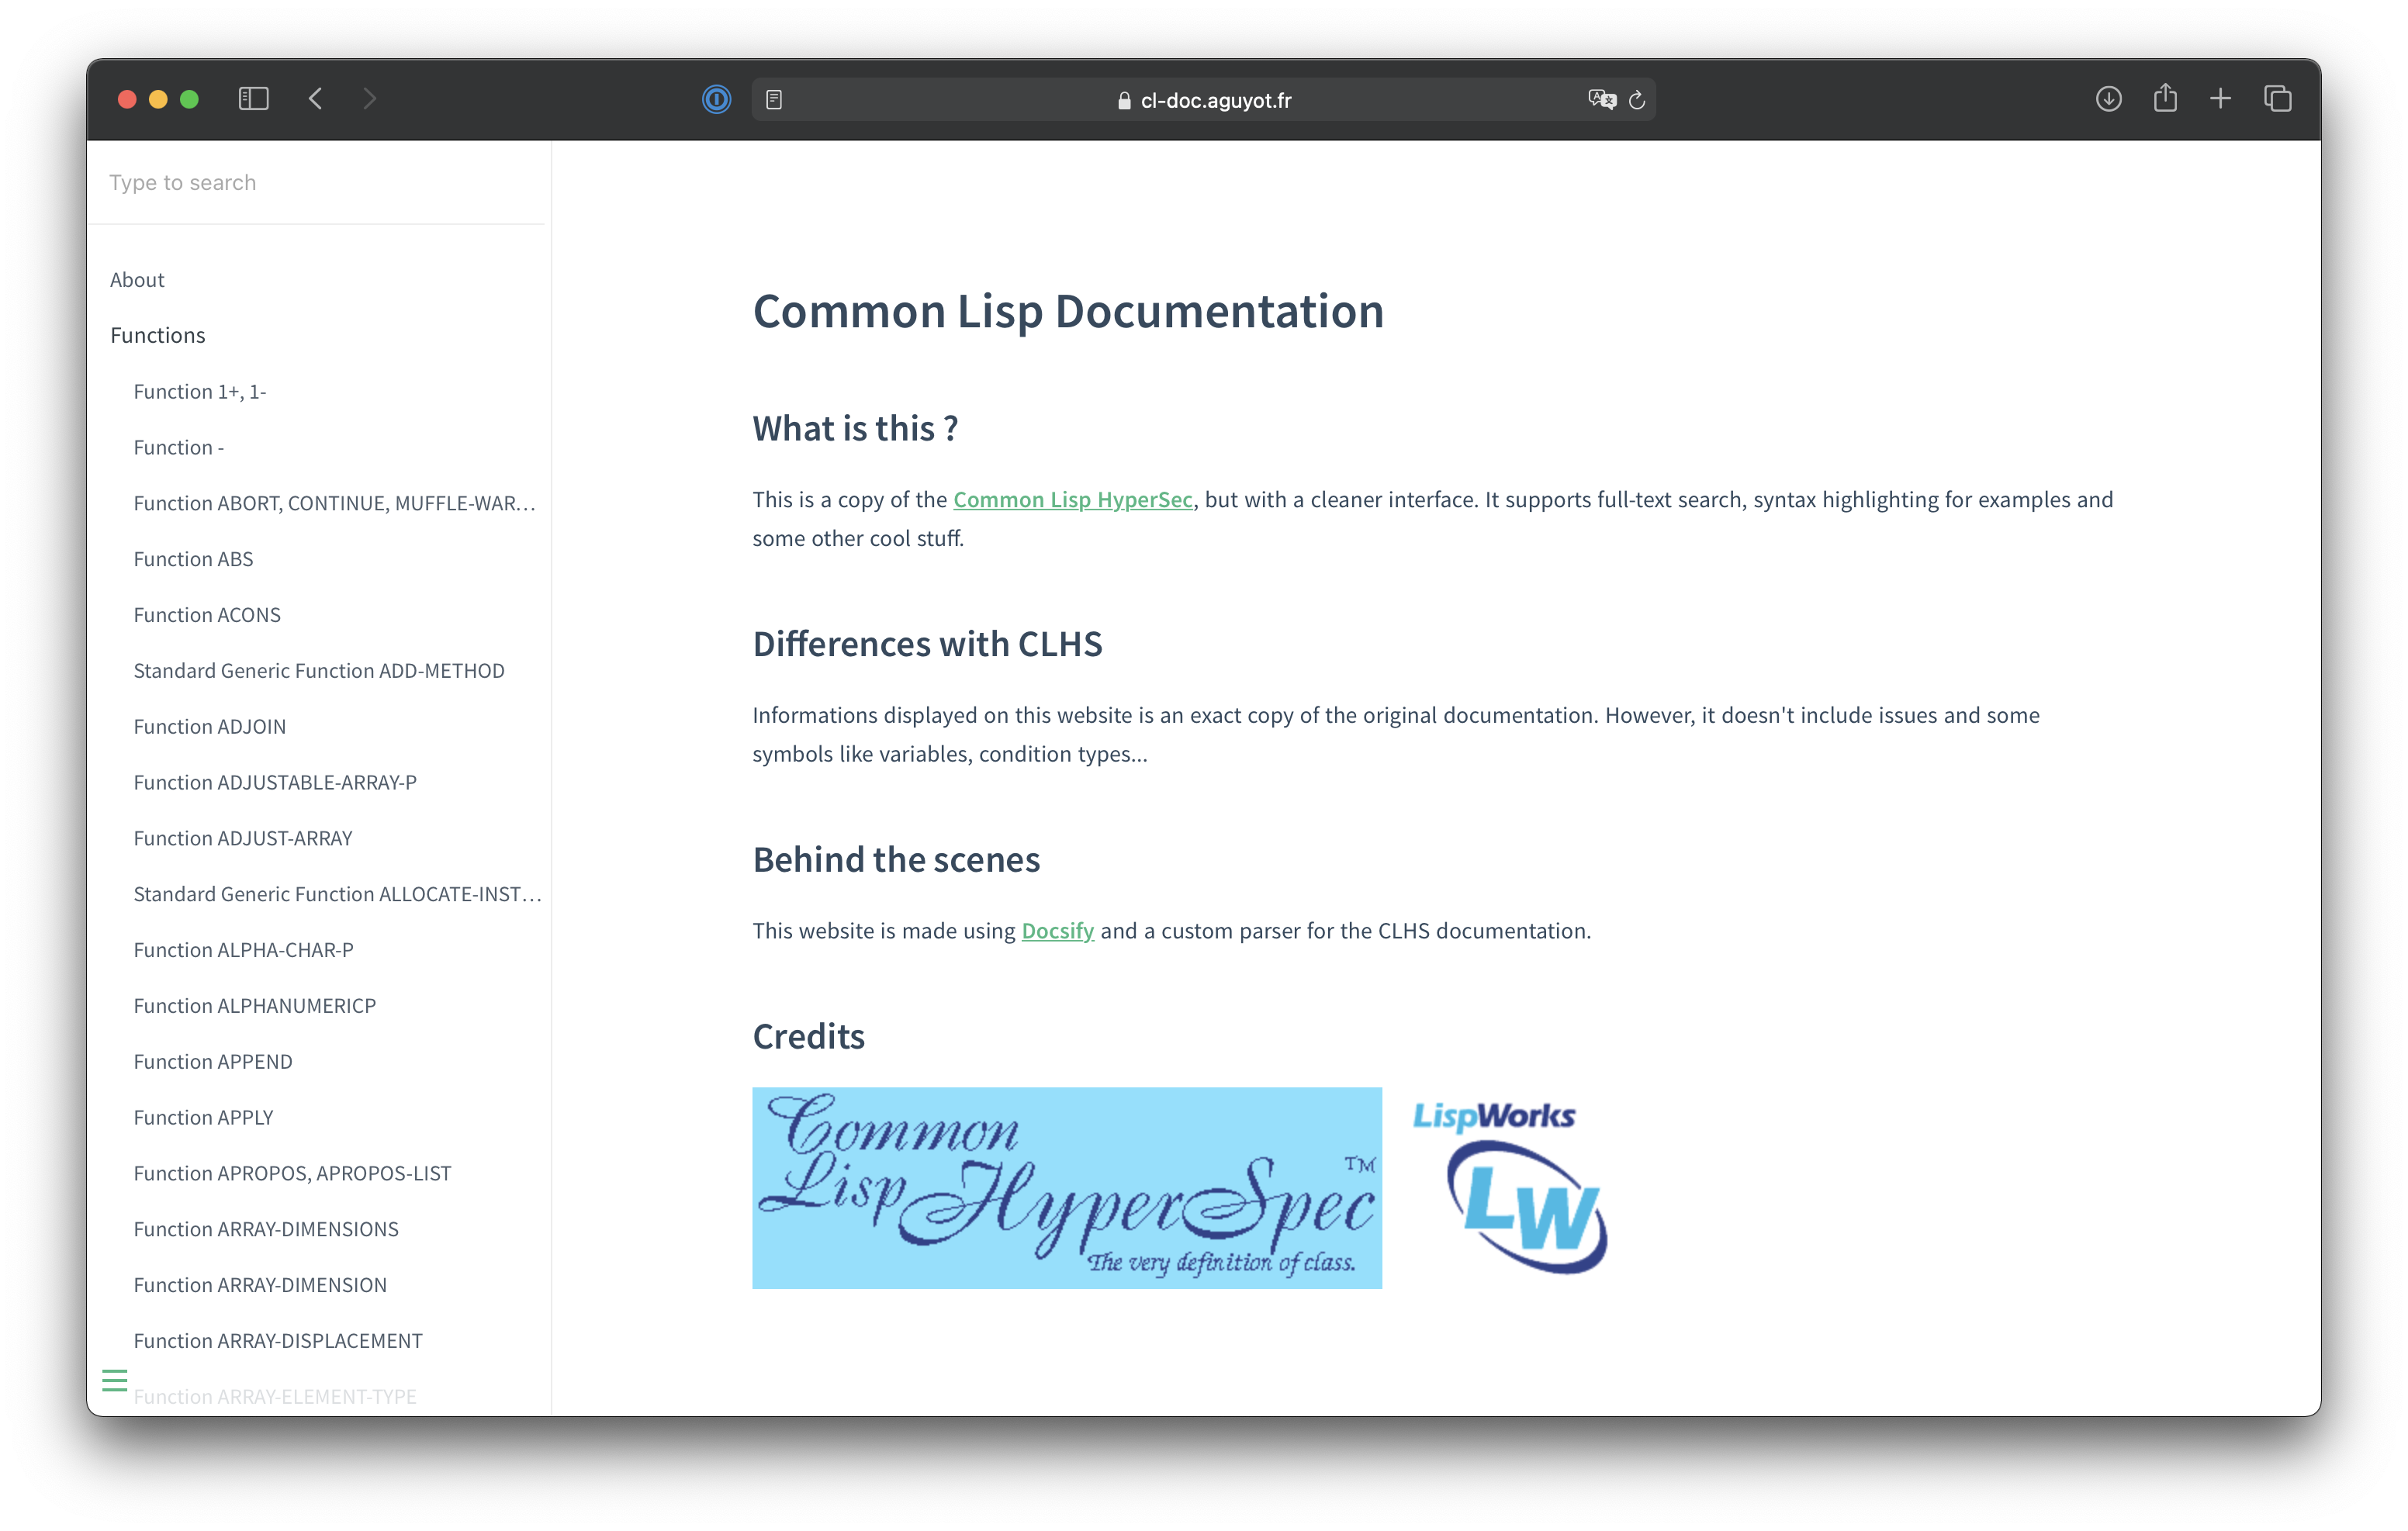 cl-doc.aguyot.fr
Type to search
About
Functions
Function 1+, 1-
Function -
Function ABORT, CONTINUE, MUFFLE-WAR...
Function ABS
Function ACONS
Standard Generic Function ADD-METHOD
Function ADJOIN
Function ADJUSTABLE-ARRAY-P
Function ADJUST-ARRAY
Standard Generic Function ALLOCATE-INST...
Function ALPHA-CHAR-P
Function ALPHANUMERICP
Function APPEND
Function APPLY
Function APROPOS, APROPOS-LIST
Function ARRAY-DIMENSIONS
Function ARRAY-DIMENSION
Function ARRAY-DISPLACEMENT
Function ARRAY-ELEMENT-TYPE
Common Lisp Documentation
What is this ?
This is a copy of the Common Lisp HyperSec, but with a cleaner interface. It supports full-text search, syntax highlighting for examples and
some other cool stuff.
Differences with CLHS
Informations displayed on this website is an exact copy of the original documentation. However, it doesn't include issues and some
symbols like variables, condition types...
Behind the scenes
This website is made using Docsify and a custom parser for the CLHS documentation.
Credits
Common
Lisp HyperSpec TM
The very definition of class.
LispWorks
LW